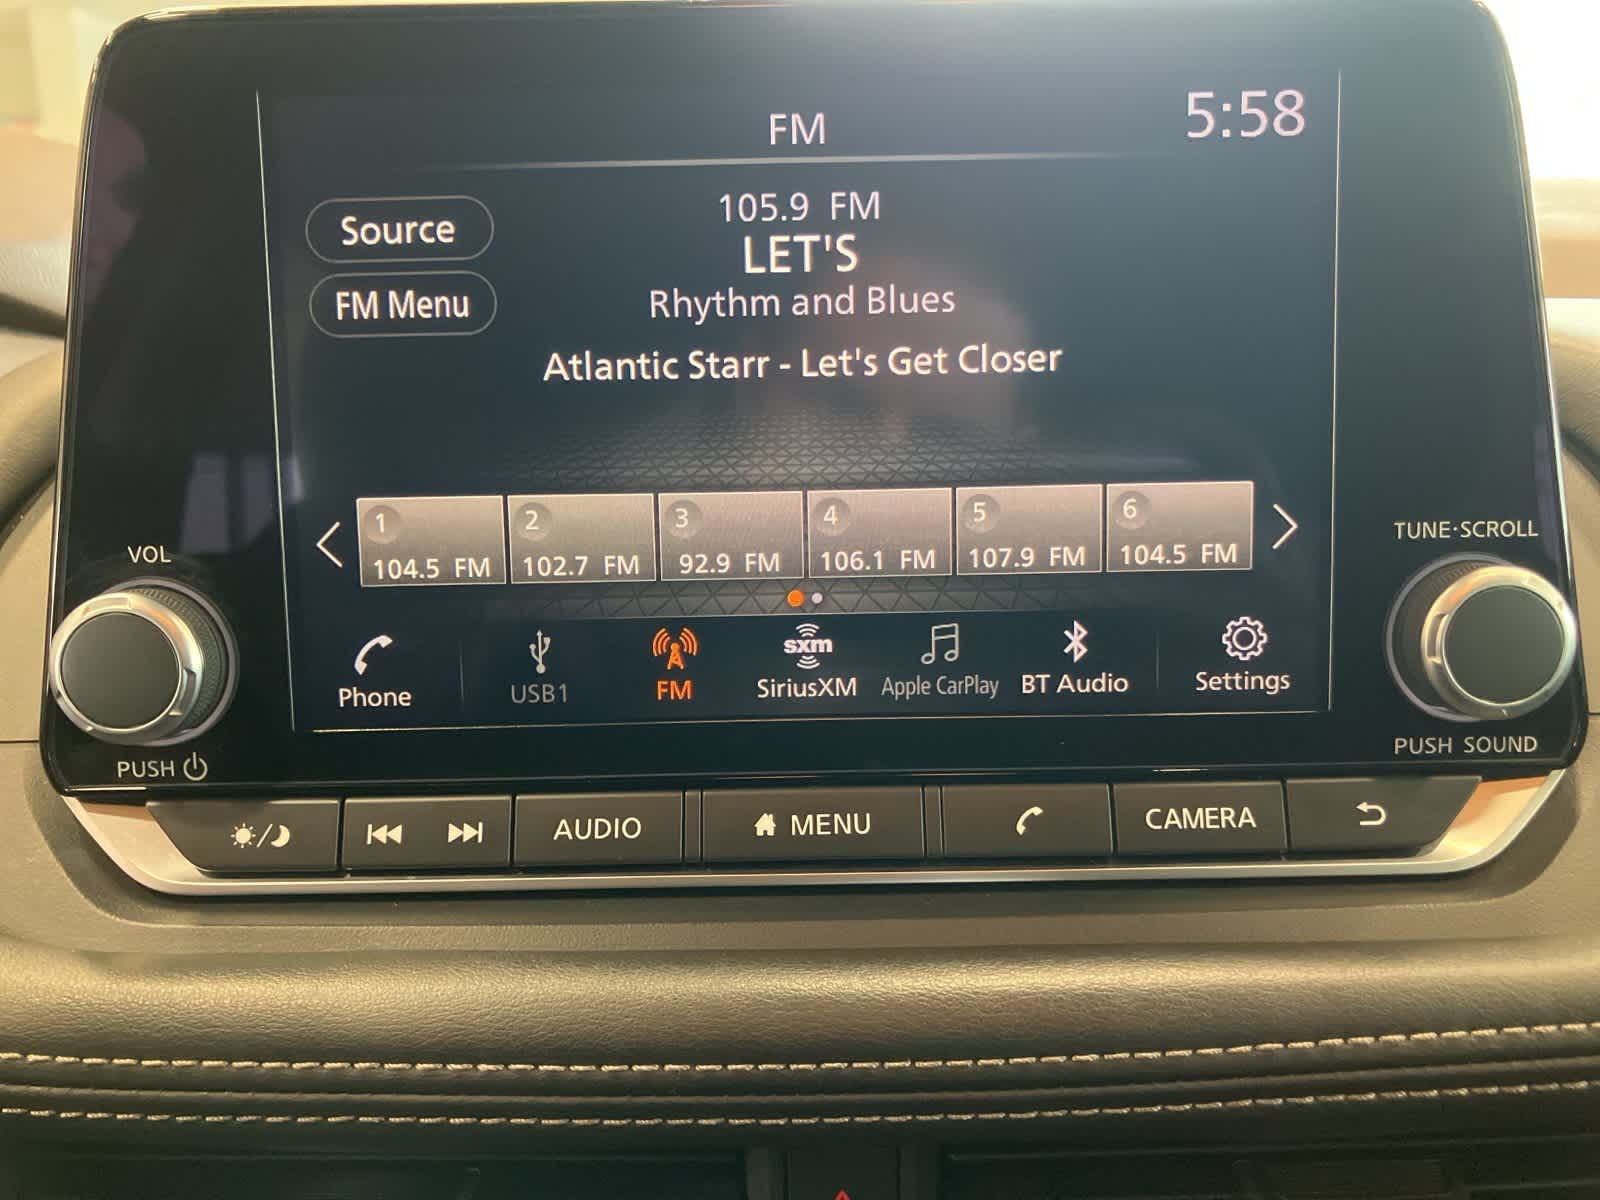 FM
5:58
Source
FM Menu
105.9 FM
LET'S
Rhythm and Blues
Atlantic Starr - Let's Get Closer
1 2 3 4 5 6
104.5 FM 102.7 FM 92.9 FM 106.1 FM 107.9 FM 104.5 FM
VOL
TUNE·SCROLL
sxm
Phone USB1 FM SiriusXM Apple CarPlay BT Audio Settings
PUSH
PUSH SOUND
AUDIO MENU CAMERA